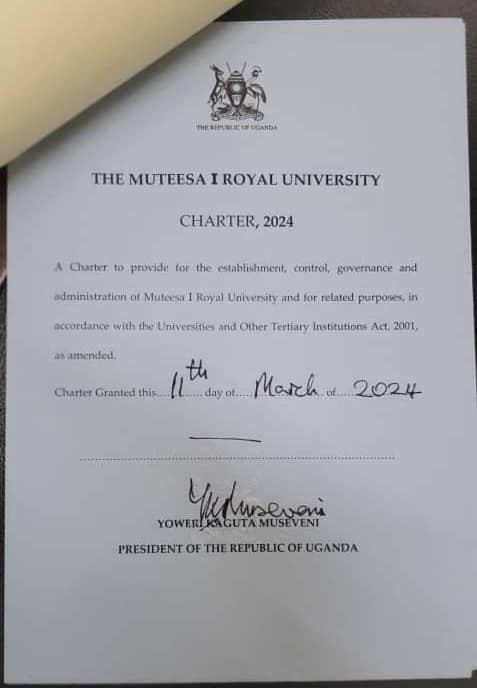 THE REPUBLIC OF UGANDA
THE MUTEESA I ROYAL UNIVERSITY
CHARTER, 2024
A Charter to provide for the establishment, control, governance and
administration of Muteesa I Royal University and for related purposes, in
accordance with the Universities and Other Tertiary Institutions Act, 2001,
as amended.
Charter Granted this....11th..... day of.....March..of.....2024
YKMuseveni
YOWERI KAGUTA MUSEVENI
PRESIDENT OF THE REPUBLIC OF UGANDA